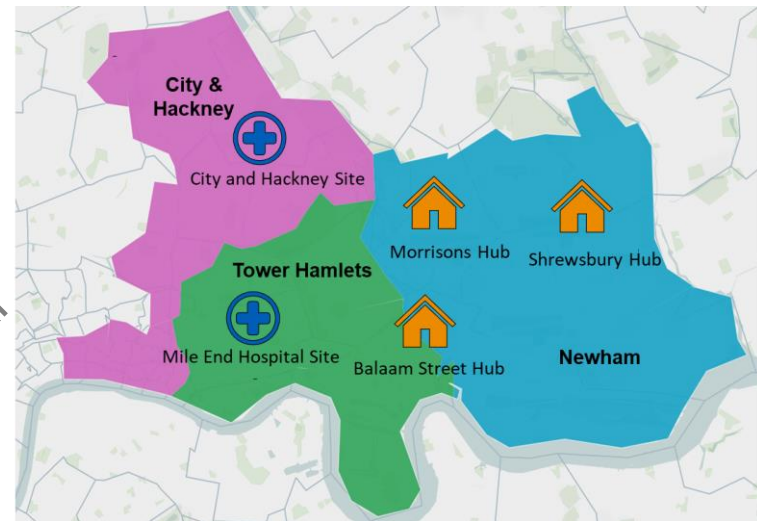 City &
Hackney
City and Hackney Site
Morrisons Hub
Shrewsbury Hub
Tower Hamlets
Mile End Hospital Site
Balaam Street Hub
Newham